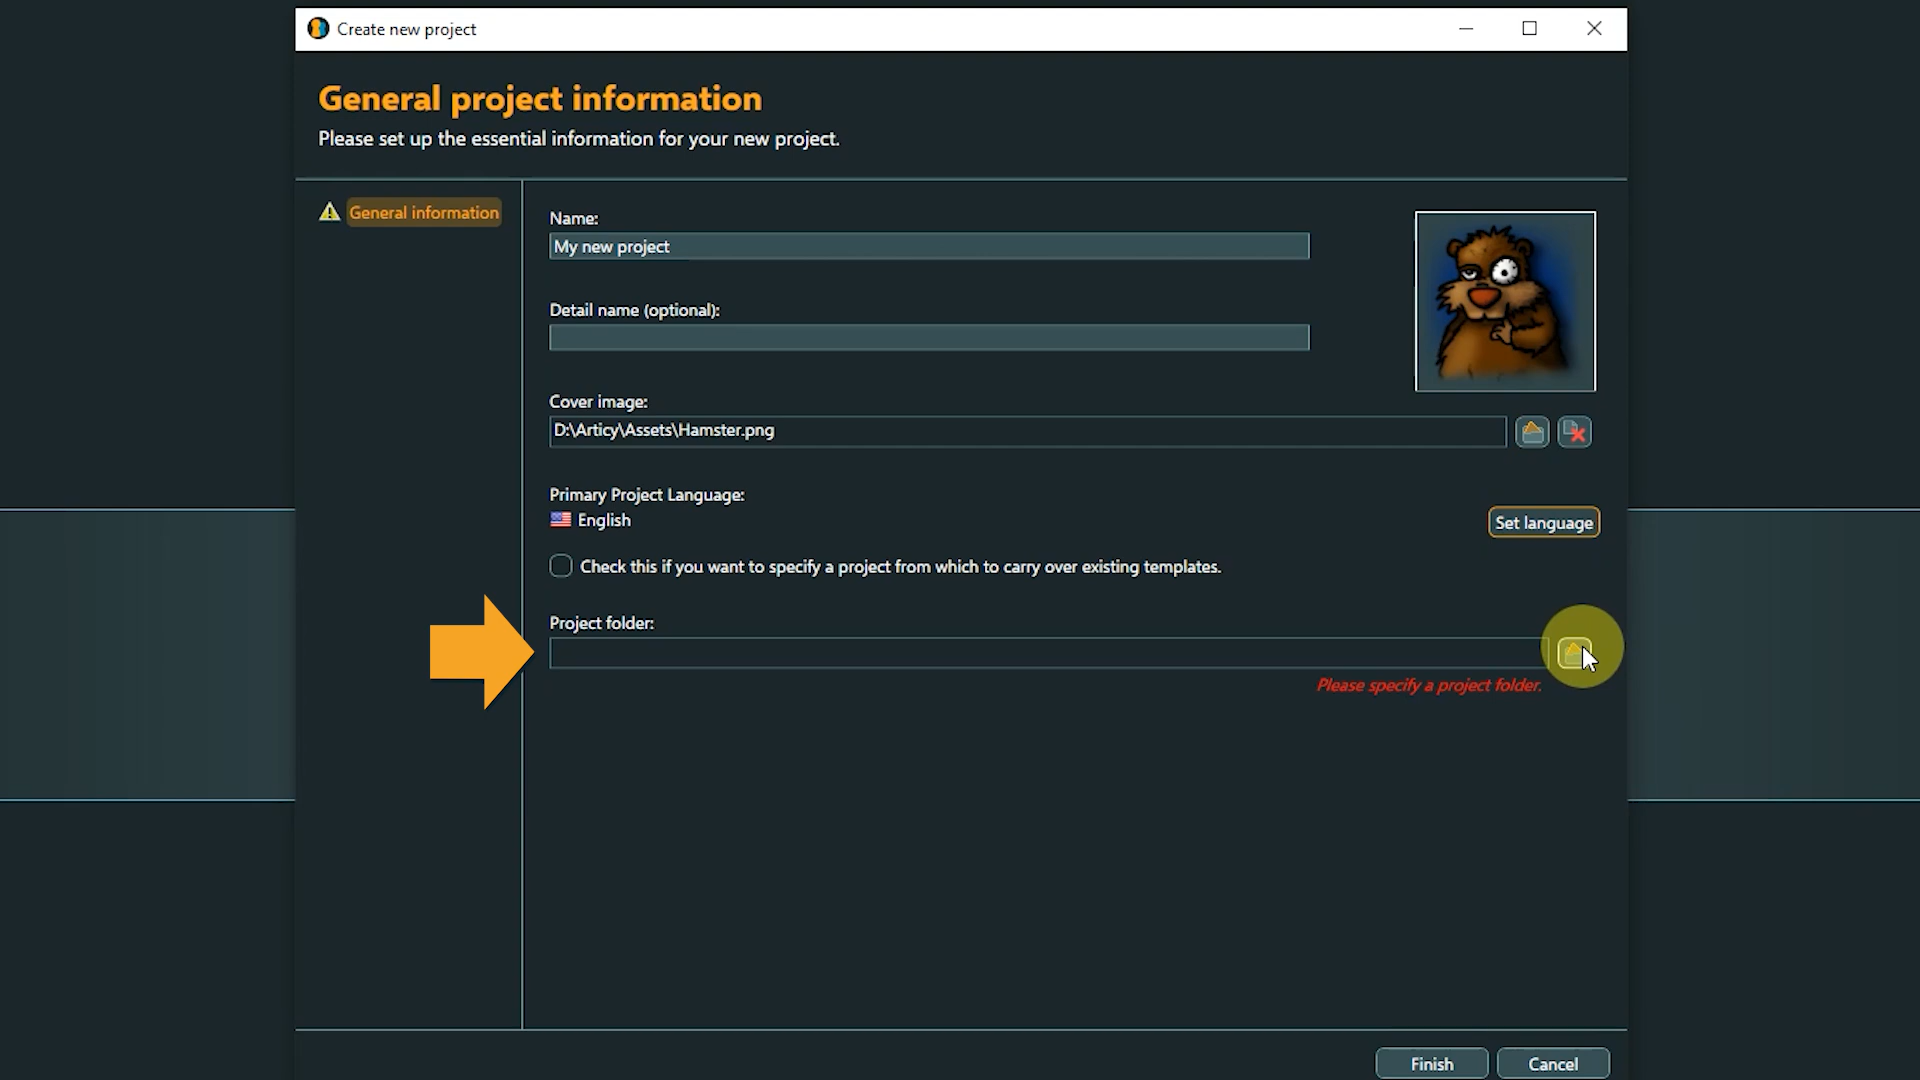 Create new project
General project information
Please set up the essential information for your new project.
General information
Name:
My new project
Detail name (optional):
Cover image:
D:\Articy\Assets\Hamster.png
Primary Project Language:
English
Set language
Check this if you want to specify a project from which to carry over existing templates.
Project folder:
Please specify a project folder.
Finish
Cancel